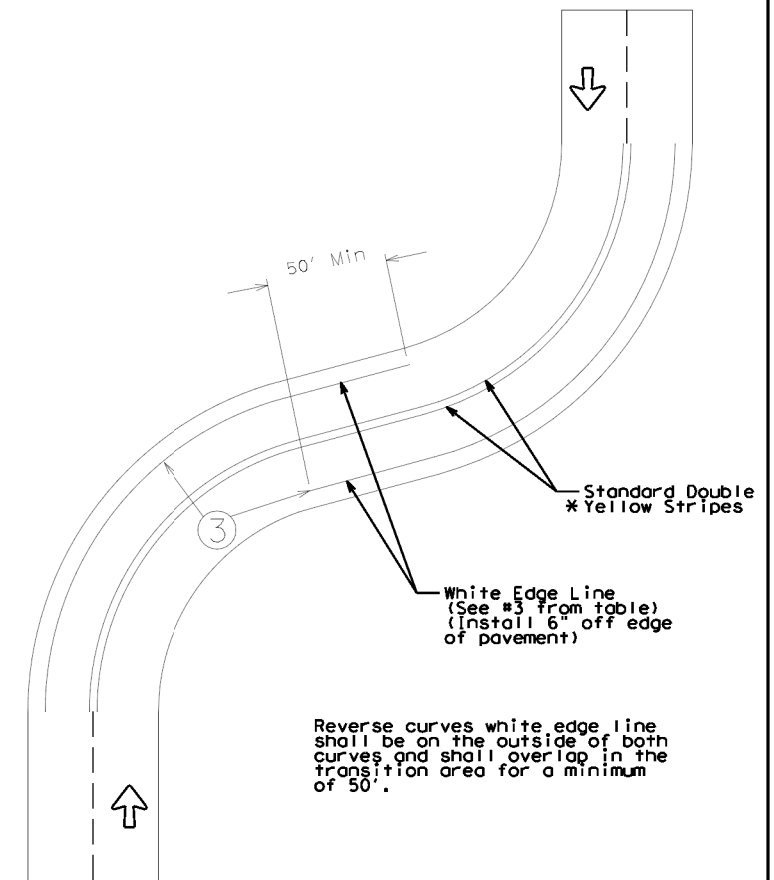 50' Min
Standard Double
* Yellow Stripes
3
White Edge Line
(See #3 from table)
(Install 6" off edge
of pavement)
Reverse curves white edge line
shall be on the outside of both
curves and shall overlap in the
transition area for a minimum
of 50'.